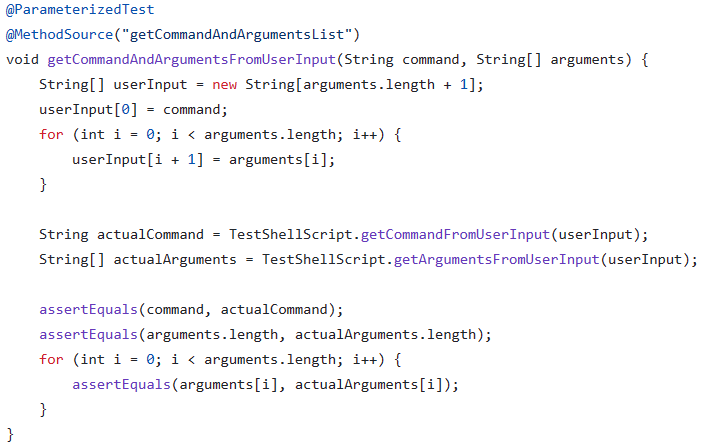 @ParameterizedTest
@MethodSource("getCommandAndArgumentsList")
void getCommandAndArgumentsFromUserInput(String command, String[] arguments) {
    String[] userInput = new String[arguments.length + 1];
    userInput[0] = command;
    for (int i = 0; i < arguments.length; i++) {
        userInput[i + 1] = arguments[i];
    }

    String actualCommand = TestShellScript.getCommandFromUserInput(userInput);
    String[] actualArguments = TestShellScript.getArgumentsFromUserInput(userInput);

    assertEquals(command, actualCommand);
    assertEquals(arguments.length, actualArguments.length);
    for (int i = 0; i < arguments.length; i++) {
        assertEquals(arguments[i], actualArguments[i]);
    }
}